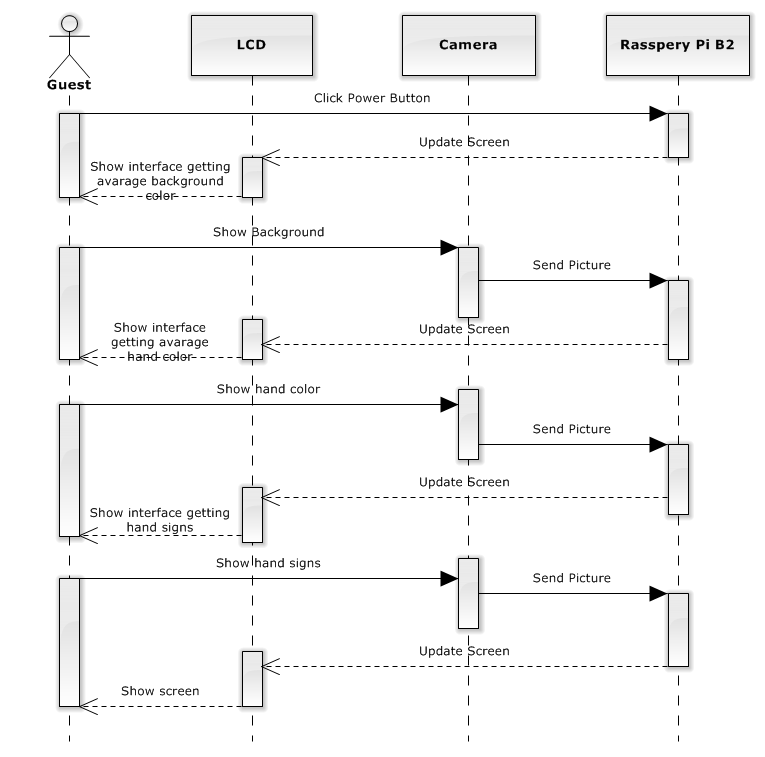 LCD
Camera
Rasspery Pi B2
Guest
Click Power Button
Update Screen
Show interface getting
avarage background
color
Show Background
Send Picture
Show interface
getting avarage
hand color
Update Screen
Show hand color
Send Picture
Update Screen
Show interface getting
hand signs
Show hand signs
Send Picture
Update Screen
Show screen